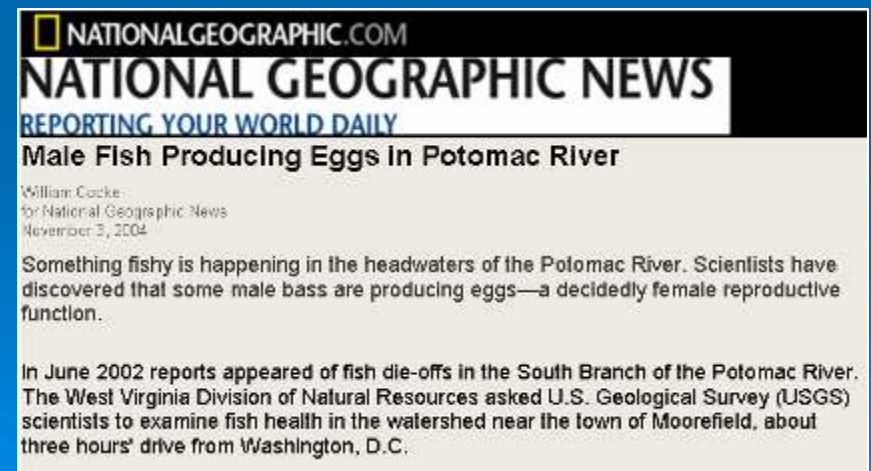 NATIONALGEOGRAPHIC.COM
NATIONAL GEOGRAPHIC NEWS
REPORTING YOUR WORLD DAILY
Male Fish Producing Eggs in Potomac River
William Cocke
for National Geographic News
November 3, 2004
Something fishy is happening in the headwaters of the Potomac River. Scientists have
discovered that some male bass are producing eggs—a decidedly female reproductive
function.
In June 2002 reports appeared of fish die-offs in the South Branch of the Potomac River.
The West Virginia Division of Natural Resources asked U.S. Geological Survey (USGS)
scientists to examine fish health in the watershed near the town of Moorefield, about
three hours' drive from Washington, D.C.